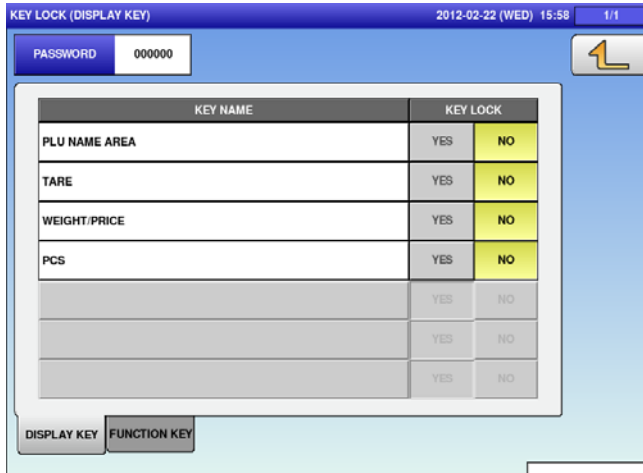 KEY LOCK (DISPLAY KEY) 2012-02-22 (WED) 15:58 1/1
PASSWORD 000000
KEY NAME KEY LOCK
PLU NAME AREA YES NO
TARE YES NO
WEIGHT/PRICE YES NO
PCS YES NO
YES NO
YES NO
YES NO
DISPLAY KEY FUNCTION KEY